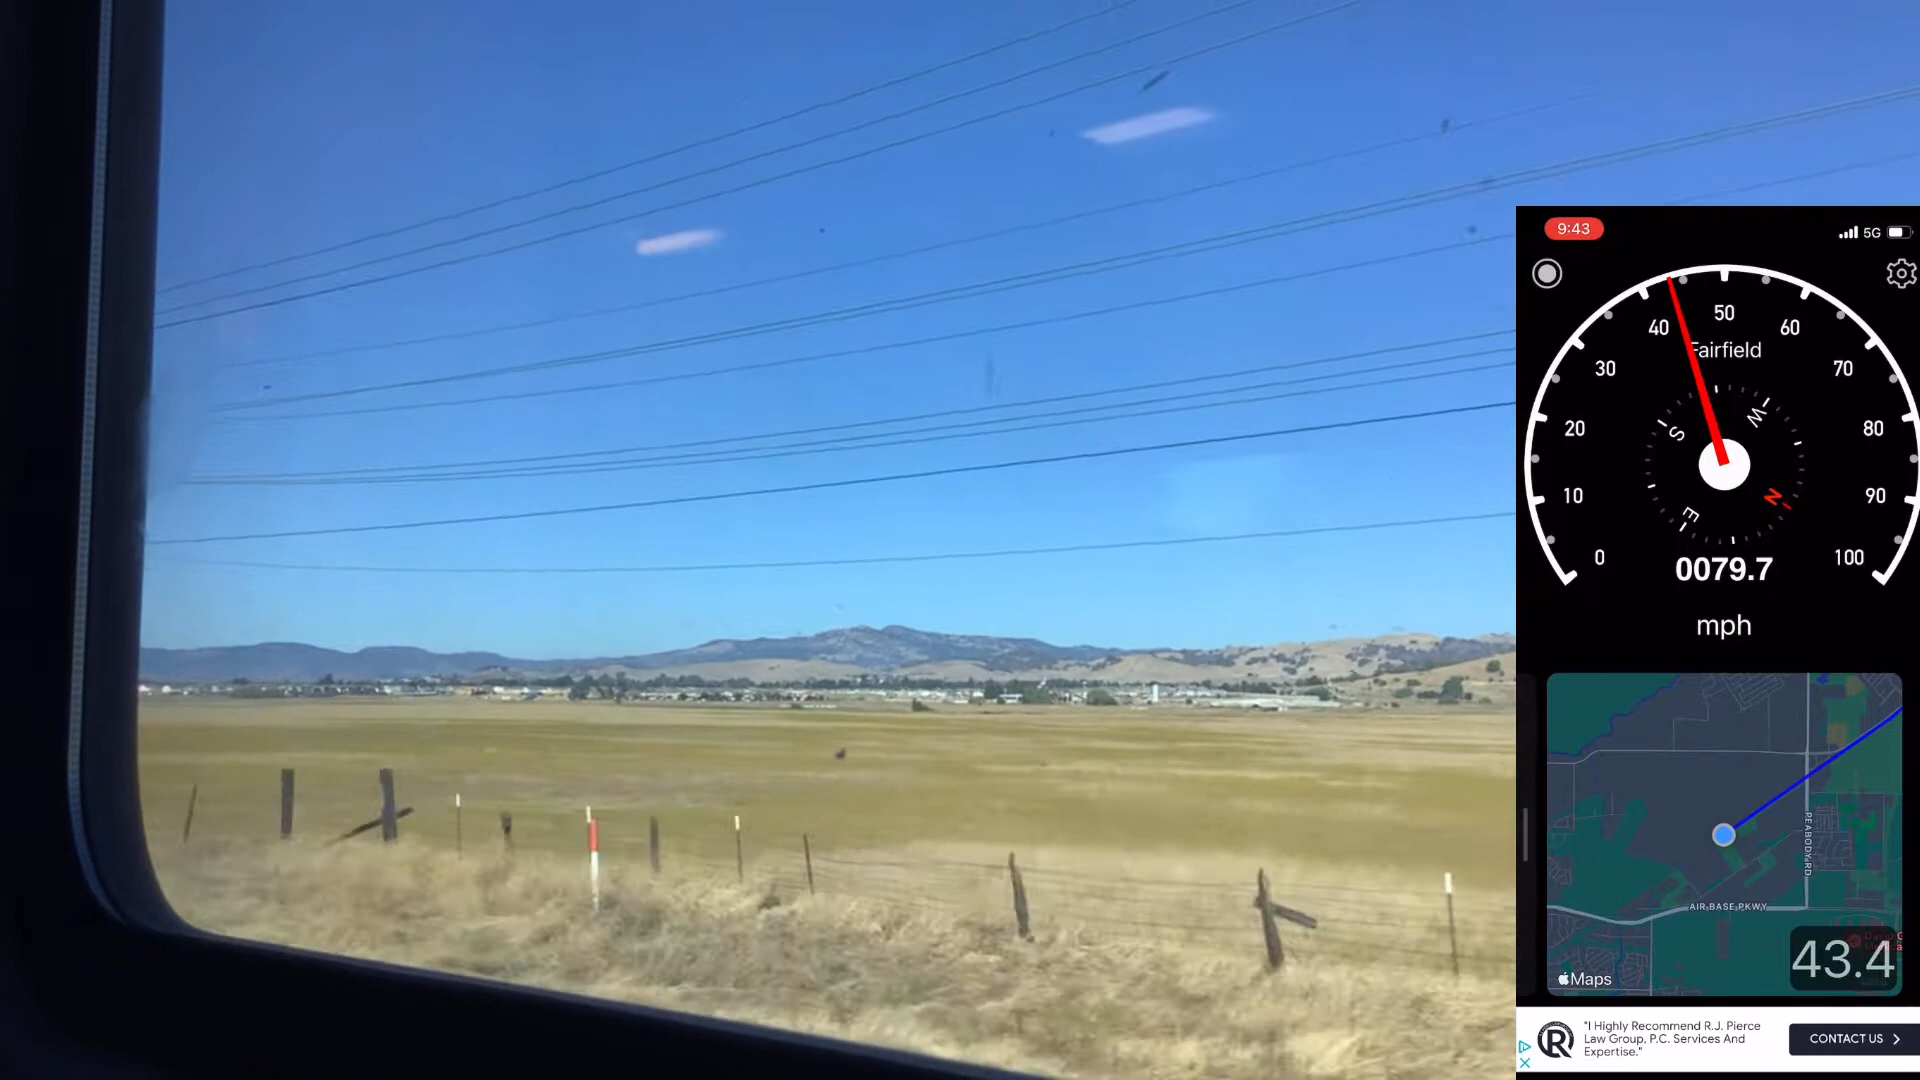 9:43
5G
50
40
60
Fairfield
30
70
W
20
S
80
10
N
90
E
0
100
0079.7
mph
PEABODY RD
AIR BASE PKWY
43.4
Maps
"I Highly Recommend R.J. Pierce
Law Group, P.C. Services And
Expertise."
R
CONTACT US